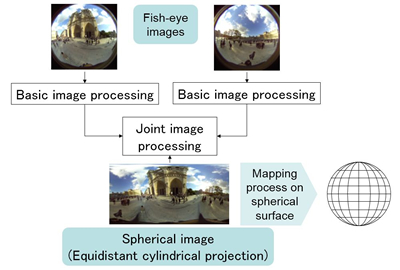 Fish-eye
images
Basic image processing
Basic image processing
Joint image
processing
Mapping
process on
spherical
surface
Spherical image
(Equidistant cylindrical projection)